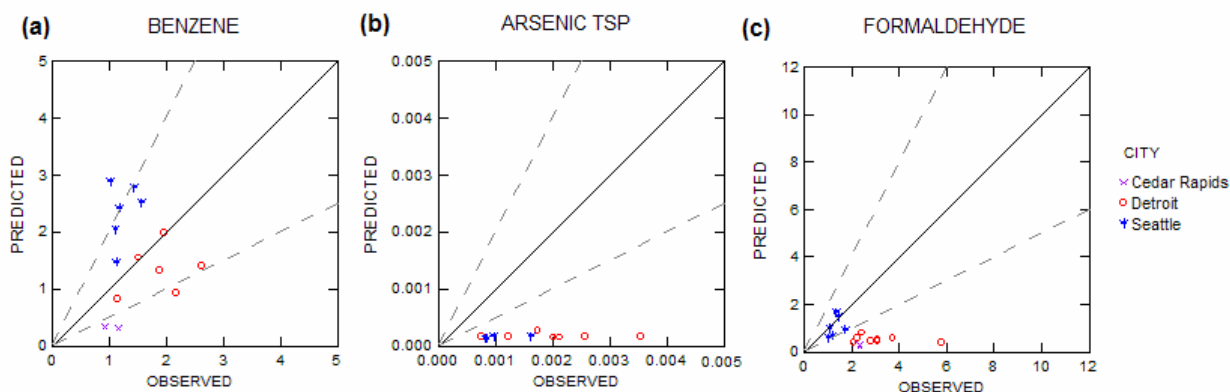 (a) BENZENE
5
4
3
2
1
0
PREDICTED
0 1 2 3 4 5
OBSERVED
(b) ARSENIC TSP
0.005
0.004
0.003
0.002
0.001
0.000
PREDICTED
0.000 0.001 0.002 0.003 0.004 0.005
OBSERVED
(c) FORMALDEHYDE
12
10
8
6
4
2
0
PREDICTED
0 2 4 6 8 10 12
OBSERVED
CITY
Cedar Rapids
Detroit
Seattle